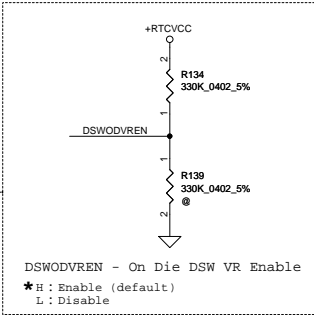 +RTCVCC
2
R134
330K_0402_5%
1
DSWODVREN
1
R139
330K_0402_5%
@
2
DSWODVREN - On Die DSW VR Enable
* H : Enable (default)
L : Disable